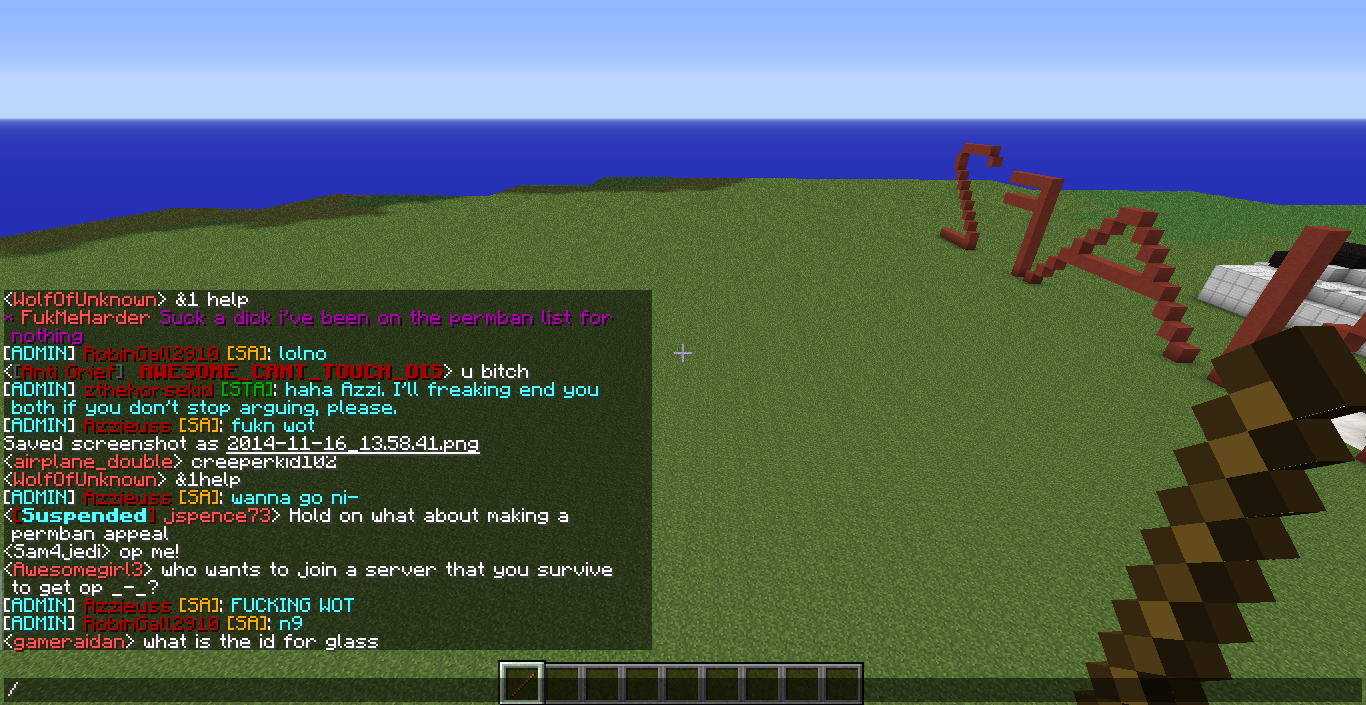 <WolfOfUnknown> &1 help
* FukMeHarder Suck a dick i've been on the permban list for
nothing
[ADMIN] RobinGall2910 [SA]: lolno
<[Anti Grief] AWESOME_CANT_TOUCH_DIS> u bitch
[ADMIN] zthehorsekid [STA]: haha Azzi. I'll freaking end you
both if you don't stop arguing, please.
[ADMIN] Azzieuss [SA]: fukn wot
Saved screenshot as 2014-11-16_13.58.41.png
<airplane_double> creeperkid102
<WolfOfUnknown> &1help
[ADMIN] Azzieuss [SA]: wanna go ni-
<[Suspended] jspence73> Hold on what about making a
permban appeal
<Sam4jedi> op me!
<Awesomegirl3> who wants to join a server that you survive
to get op _-_?
[ADMIN] Azzieuss [SA]: FUCKING WOT
[ADMIN] RobinGall2910 [SA]: n9
<gameraidan> what is the id for glass
/